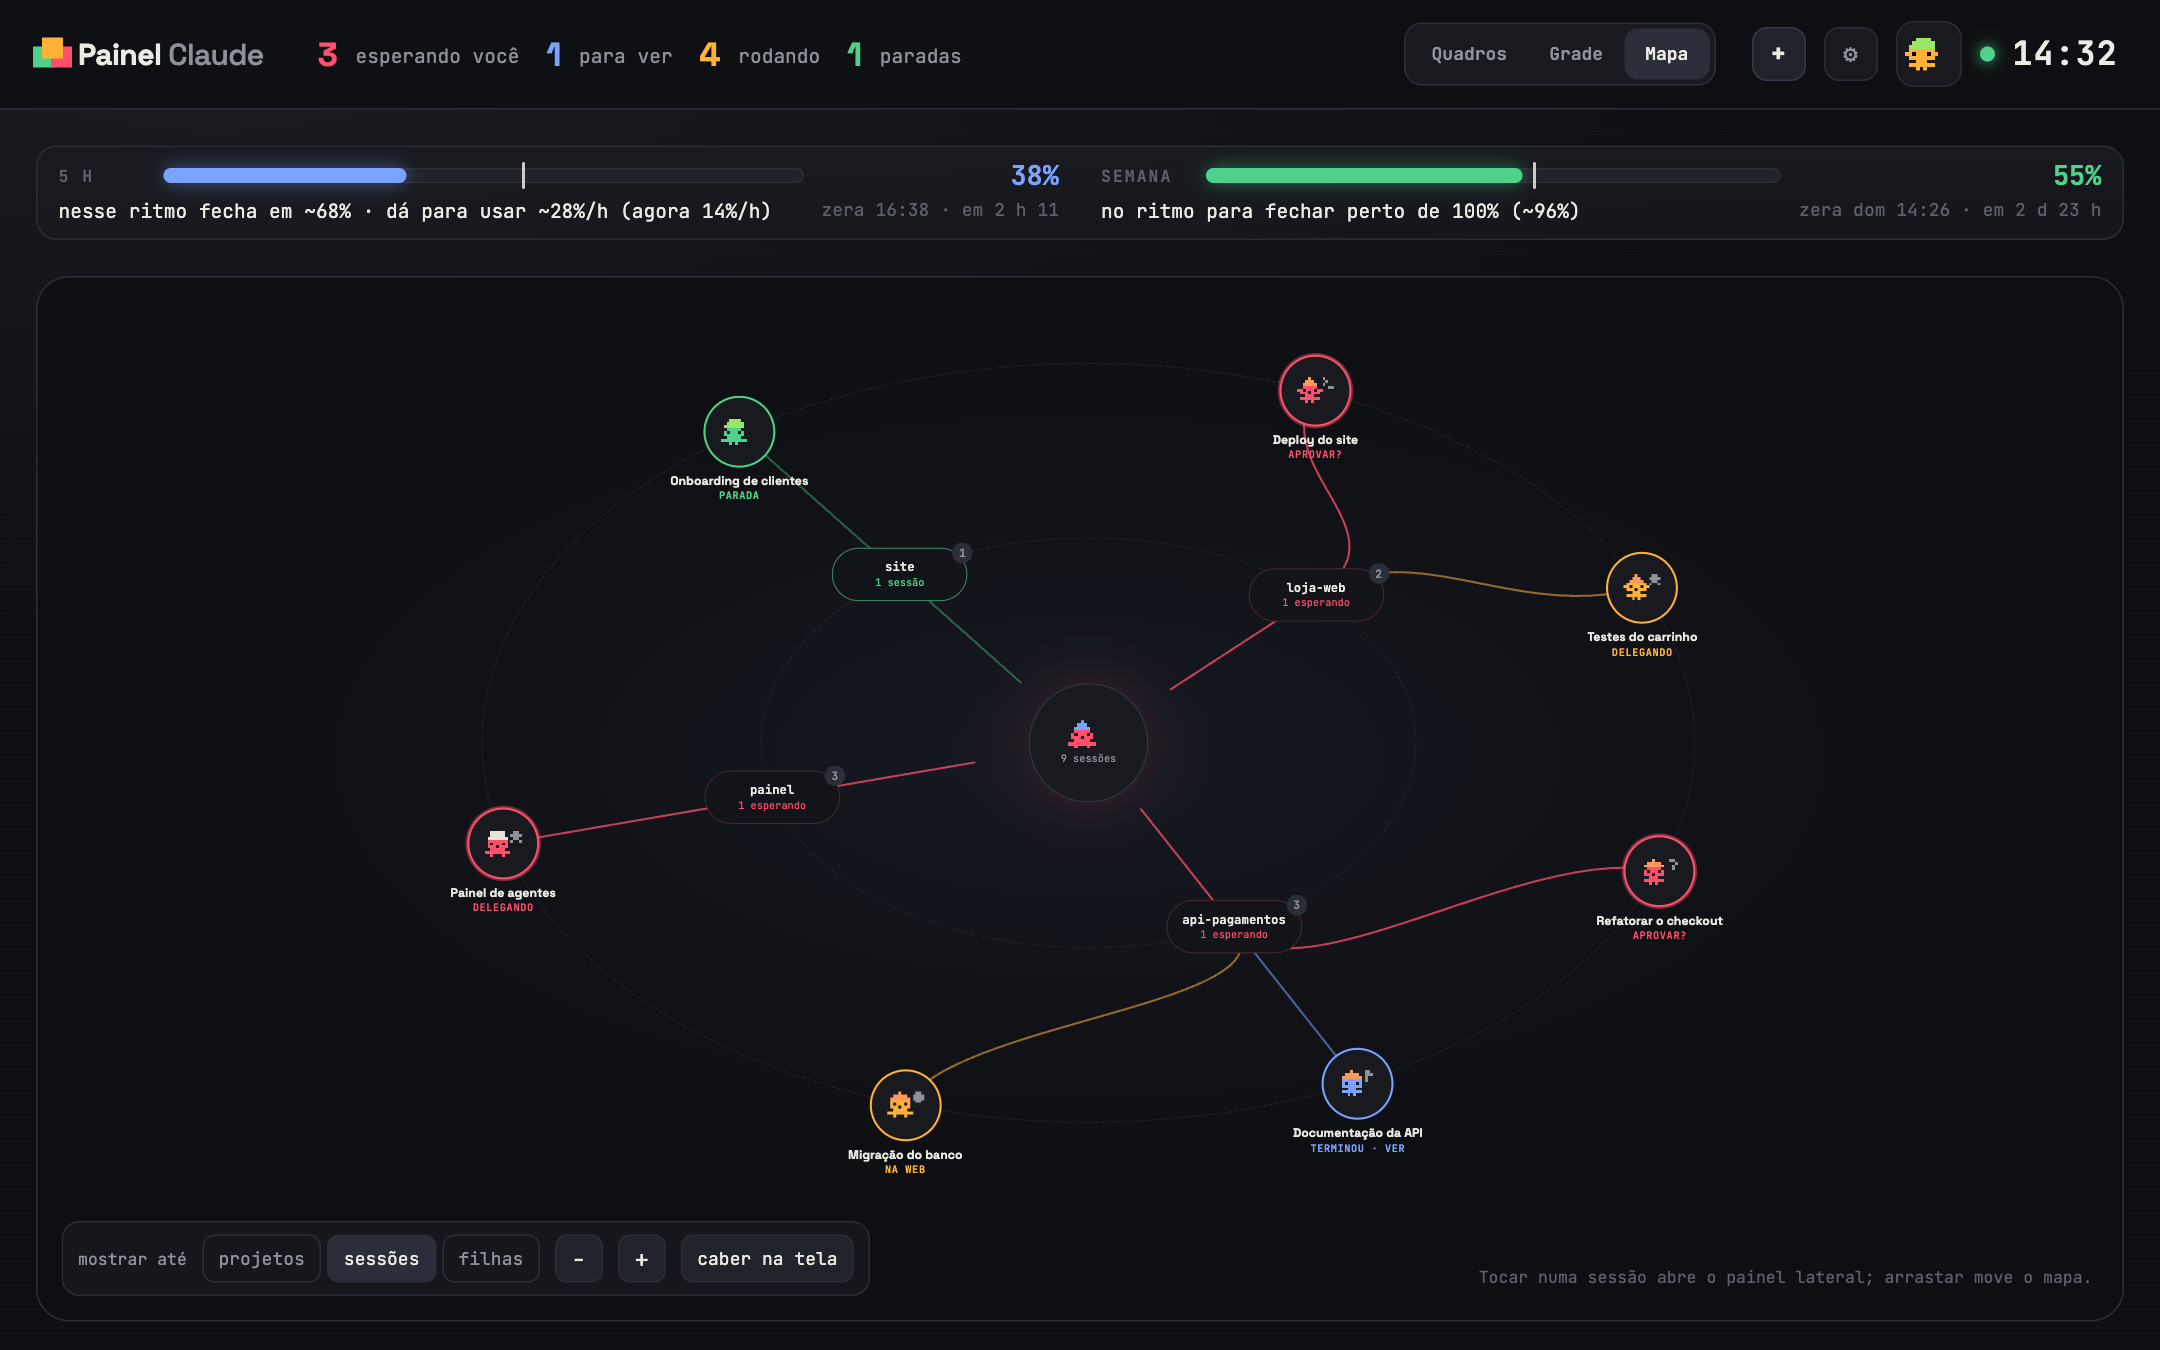 Painel Claude
3 esperando você 1 para ver 4 rodando 1 paradas
Quadros Grade Mapa + ⚙ 14:32
5 H 38%
nesse ritmo fecha em ~68% · dá para usar ~28%/h (agora 14%/h) zera 16:38 · em 2 h 11
SEMANA 55%
no ritmo para fechar perto de 100% (~96%) zera dom 14:26 · em 2 d 23 h
Deploy do site
APROVAR?
Onboarding de clientes
PARADA
site 1
1 sessão
loja-web 2
1 esperando
Testes do carrinho
DELEGANDO
9 sessões
painel 3
1 esperando
Painel de agentes
DELEGANDO
api-pagamentos 3
1 esperando
Refatorar o checkout
APROVAR?
Migração do banco
NA WEB
Documentação da API
TERMINOU · VER
mostrar até projetos sessões filhas - + caber na tela
Tocar numa sessão abre o painel lateral; arrastar move o mapa.